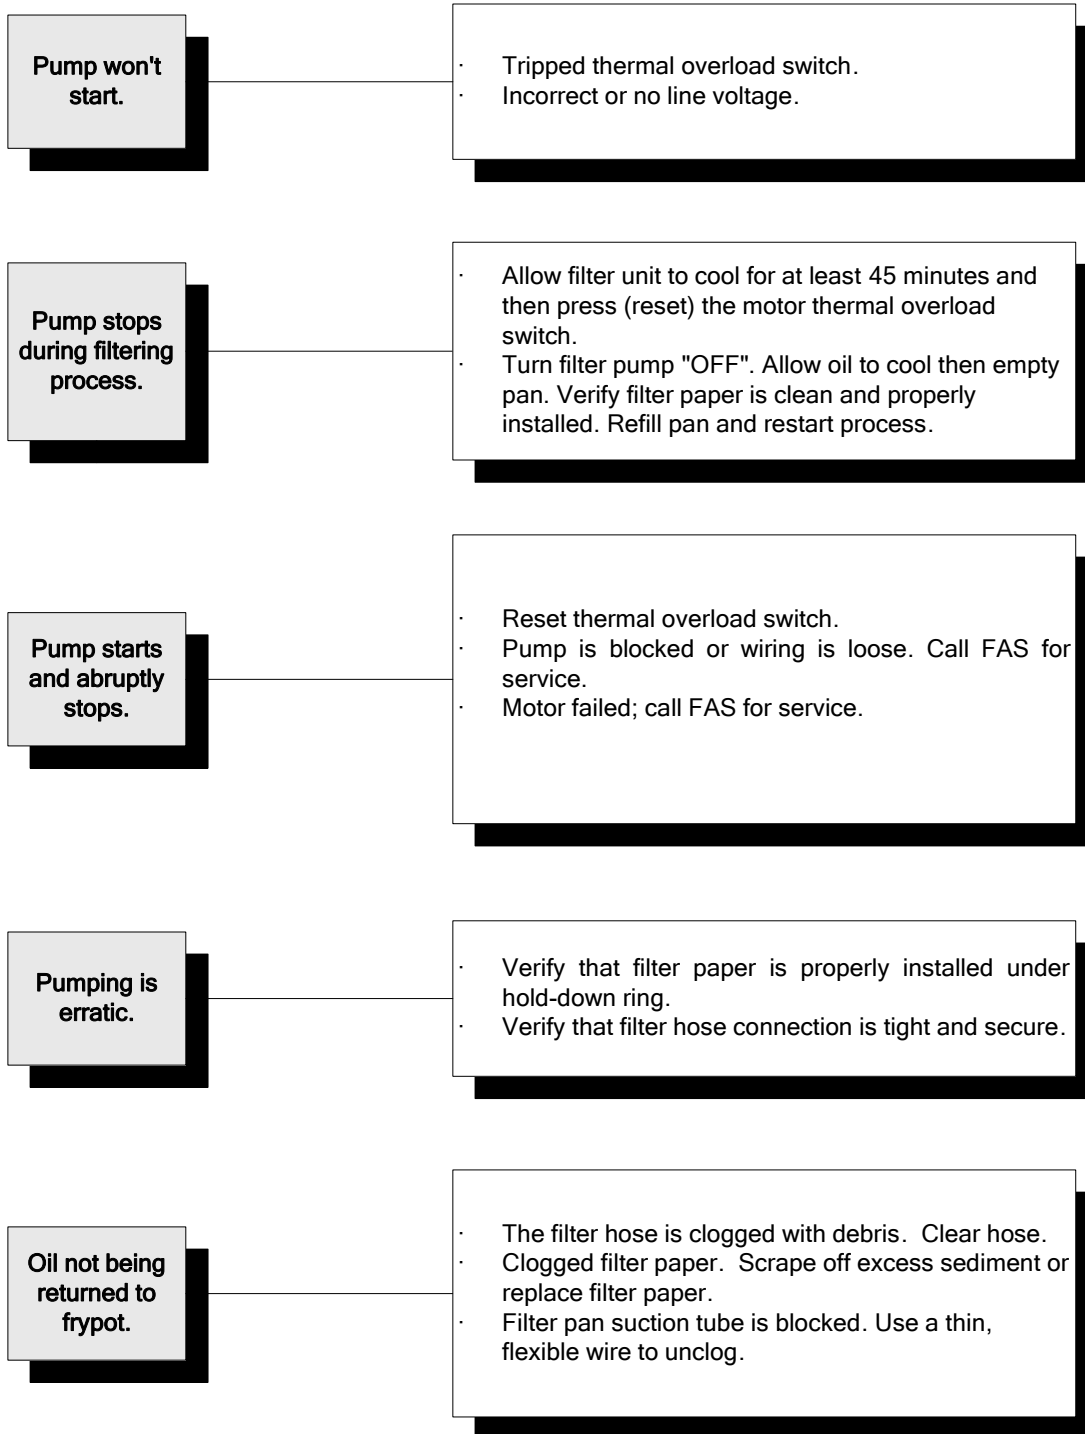 Pump won't
start.
· Tripped thermal overload switch.
· Incorrect or no line voltage.
Pump stops
during filtering
process.
· Allow filter unit to cool for at least 45 minutes and
then press (reset) the motor thermal overload
switch.
· Turn filter pump "OFF". Allow oil to cool then empty
pan. Verify filter paper is clean and properly
installed. Refill pan and restart process.
Pump starts
and abruptly
stops.
· Reset thermal overload switch.
· Pump is blocked or wiring is loose. Call FAS for
service.
· Motor failed; call FAS for service.
Pumping is
erratic.
· Verify that filter paper is properly installed under
hold-down ring.
· Verify that filter hose connection is tight and secure.
Oil not being
returned to
frypot.
· The filter hose is clogged with debris. Clear hose.
· Clogged filter paper. Scrape off excess sediment or
replace filter paper.
· Filter pan suction tube is blocked. Use a thin,
flexible wire to unclog.